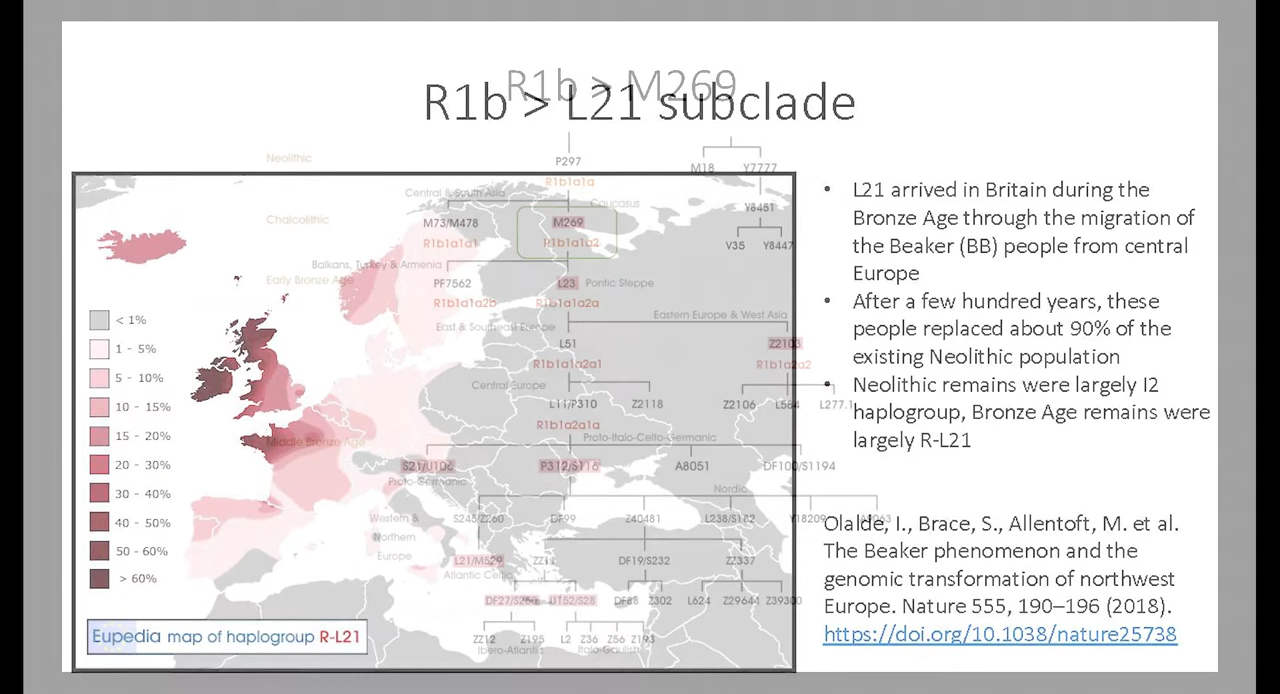 R1b > M269
R1b > L21 subclade
Neolithic
P297
M18 Y7777
R1b1a1a
Central & South Asia
Caucasus
Chalcolithic
M73/M478 M269 Y8451
R1b1a1a1 R1b1a1a2 V35 Y8447
Balkans, Turkey & Armenia
Early Bronze Age PF7562 L23 Pontic Steppe
R1b1a1a2b R1b1a1a2a
East & Southeast Europe Eastern Europe & West Asia
L51 Z2103
R1b1a1a2a1 R1b1a1a2a2
Central Europe
L11/P310 Z2118 Z2106 L584 L277.1
R1b1a2a1a
Middle Bronze Age Proto-Italo-Celto-Germanic
S21/U106 P312/S116 A8051 DF100/S1194
Proto-Germanic Nordic
Western & Northern Europe
S245/Z260 DF99 Z40481 L238/S182 Y18209
L21/M529 DF19/S232 Z2337
Atlantic Celtic
DF88 Z302 L624 Z29644 Z39300
ZZ12 Z195 L2 Z36 Z56 Z193
Ibero-Atlantic Italo-Gaulish
< 1%
1 - 5%
5 - 10%
10 - 15%
15 - 20%
20 - 30%
30 - 40%
40 - 50%
50 - 60%
> 60%
Eupedia map of haplogroup R-L21
• L21 arrived in Britain during the
Bronze Age through the migration of
the Beaker (BB) people from central
Europe
• After a few hundred years, these
people replaced about 90% of the
existing Neolithic population
• Neolithic remains were largely I2
haplogroup, Bronze Age remains were
largely R-L21
Olalde, I., Brace, S., Allentoft, M. et al.
The Beaker phenomenon and the
genomic transformation of northwest
Europe. Nature 555, 190–196 (2018).
https://doi.org/10.1038/nature25738